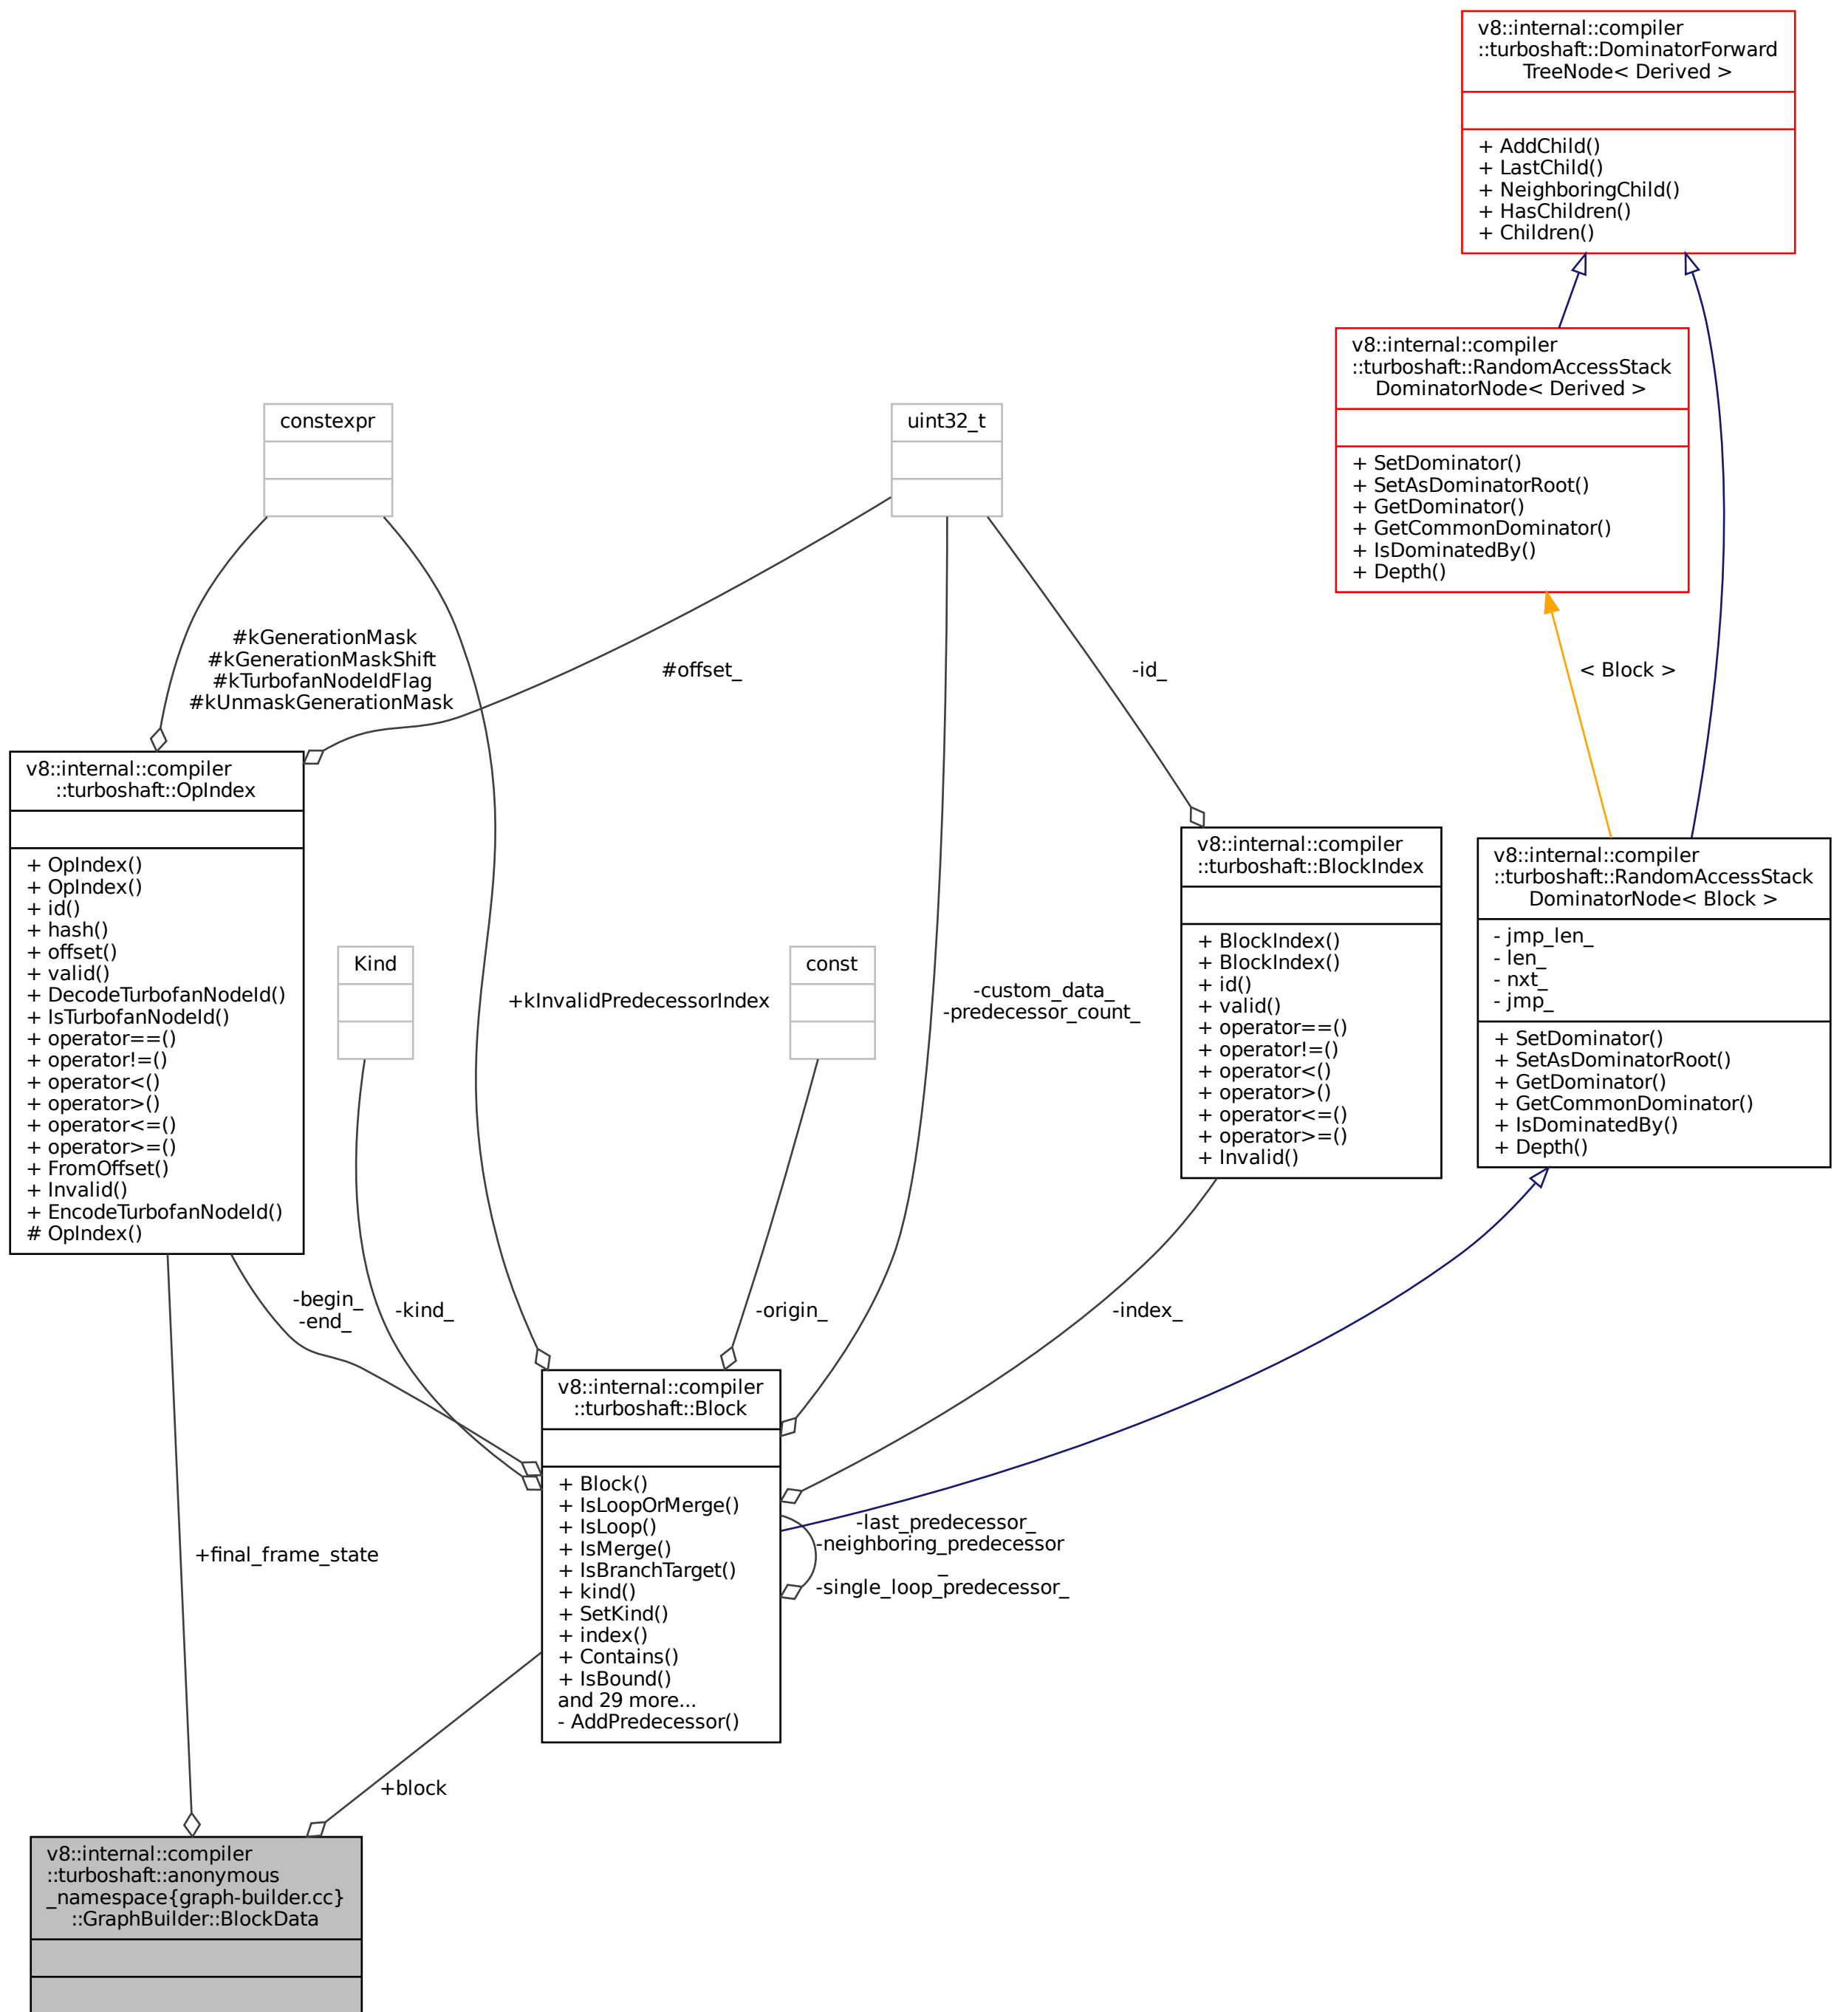 v8::internal::compiler
::turboshaft::DominatorForward
TreeNode< Derived >
+ AddChild()
+ LastChild()
+ NeighboringChild()
+ HasChildren()
+ Children()
v8::internal::compiler
::turboshaft::RandomAccessStack
DominatorNode< Derived >
+ SetDominator()
+ SetAsDominatorRoot()
+ GetDominator()
+ GetCommonDominator()
+ IsDominatedBy()
+ Depth()
constexpr
uint32_t
#kGenerationMask
#kGenerationMaskShift
#kTurbofanNodeIdFlag
#kUnmaskGenerationMask
#offset_
-id_
< Block >
v8::internal::compiler
::turboshaft::OpIndex
+ OpIndex()
+ OpIndex()
+ id()
+ hash()
+ offset()
+ valid()
+ DecodeTurbofanNodeId()
+ IsTurbofanNodeId()
+ operator==()
+ operator!=()
+ operator<()
+ operator>()
+ operator<=()
+ operator>=()
+ FromOffset()
+ Invalid()
+ EncodeTurbofanNodeId()
# OpIndex()
Kind
+kInvalidPredecessorIndex
const
-custom_data_
-predecessor_count_
v8::internal::compiler
::turboshaft::BlockIndex
+ BlockIndex()
+ BlockIndex()
+ id()
+ valid()
+ operator==()
+ operator!=()
+ operator<()
+ operator>()
+ operator<=()
+ operator>=()
+ Invalid()
v8::internal::compiler
::turboshaft::RandomAccessStack
DominatorNode< Block >
- jmp_len_
- len_
- nxt_
- jmp_
+ SetDominator()
+ SetAsDominatorRoot()
+ GetDominator()
+ GetCommonDominator()
+ IsDominatedBy()
+ Depth()
-begin_
-end_
-kind_
-origin_
-index_
v8::internal::compiler
::turboshaft::Block
+ Block()
+ IsLoopOrMerge()
+ IsLoop()
+ IsMerge()
+ IsBranchTarget()
+ kind()
+ SetKind()
+ index()
+ Contains()
+ IsBound()
and 29 more...
- AddPredecessor()
-last_predecessor_
-neighboring_predecessor
_
-single_loop_predecessor_
+final_frame_state
+block
v8::internal::compiler
::turboshaft::anonymous
_namespace{graph-builder.cc}
::GraphBuilder::BlockData